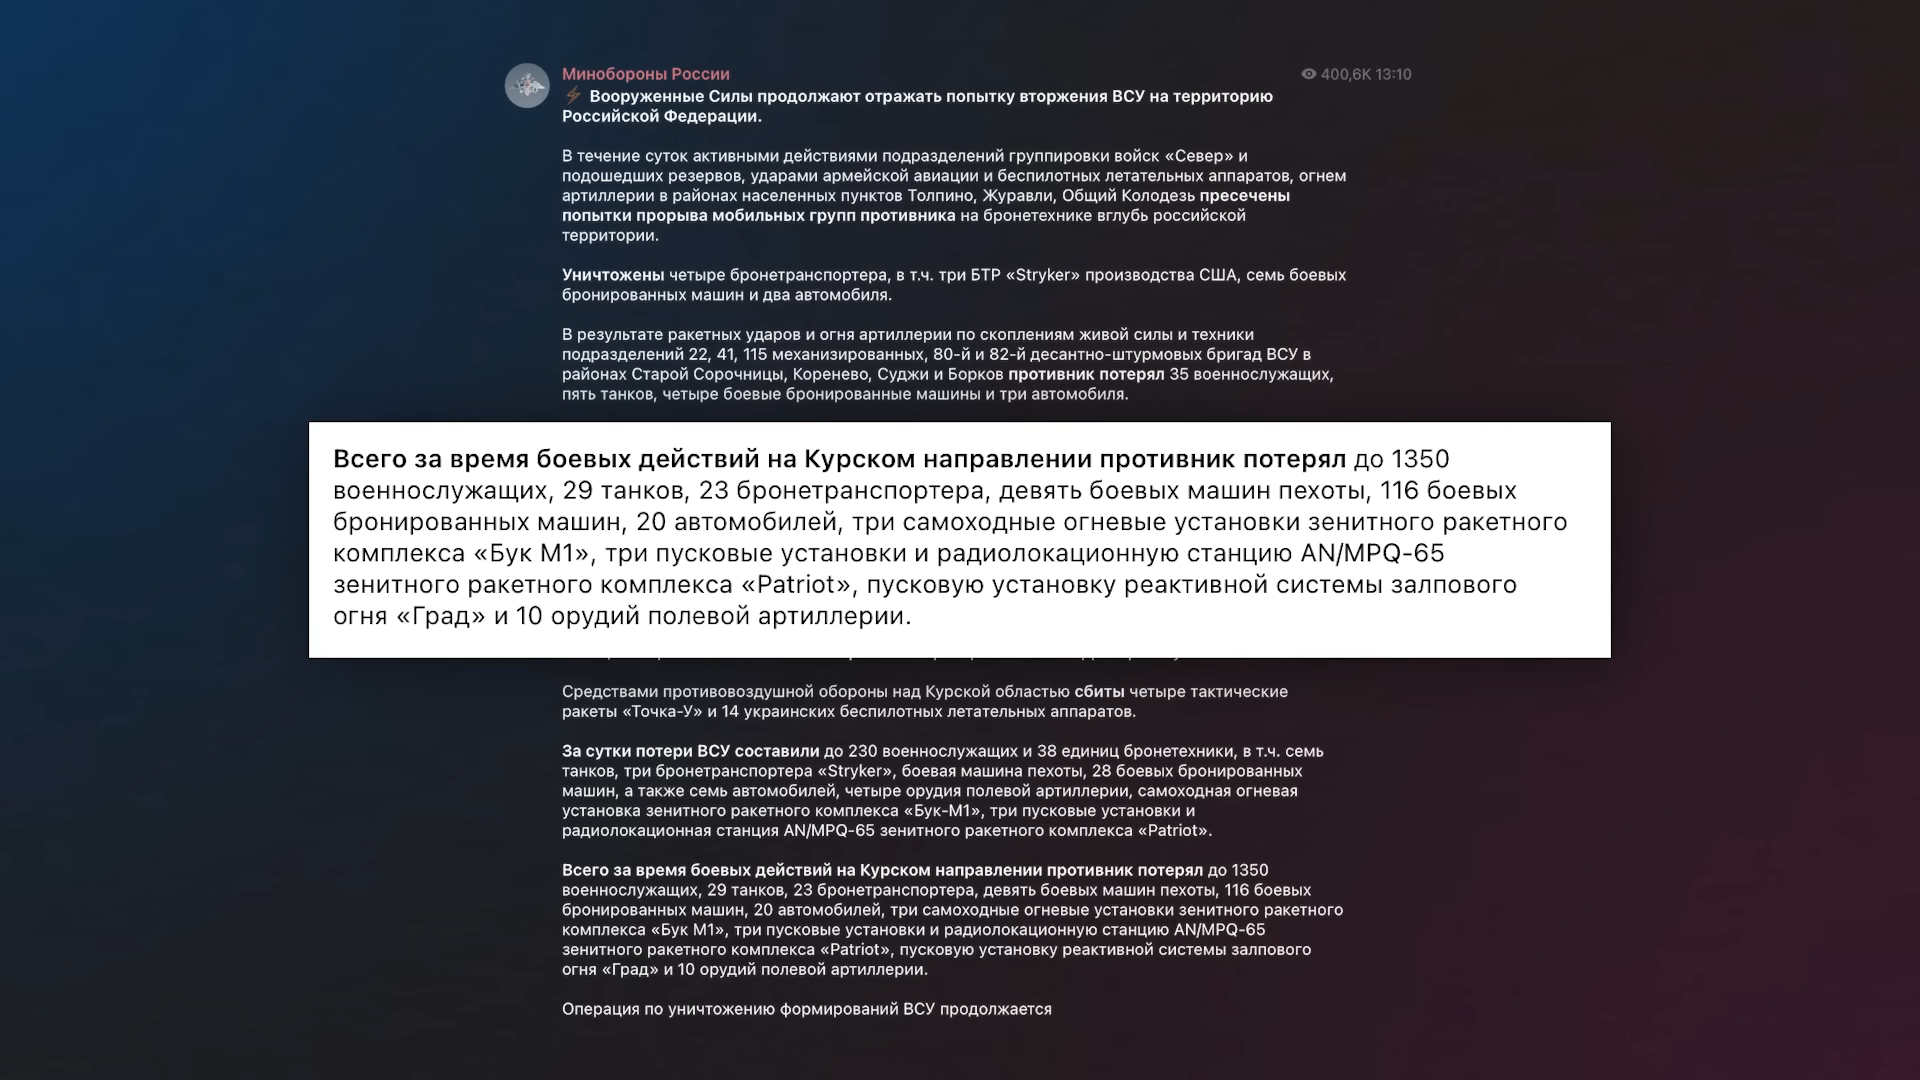 Минобороны России
400,6K 13:10
Вооруженные Силы продолжают отражать попытку вторжения ВСУ на территорию
Российской Федерации.
В течение суток активными действиями подразделений группировки войск «Север» и
подошедших резервов, ударами армейской авиации и беспилотных летательных аппаратов, огнем
артиллерии в районах населенных пунктов Толпино, Журавли, Общий Колодезь пресечены
попытки прорыва мобильных групп противника на бронетехнике вглубь российской
территории.
Уничтожены четыре бронетранспортера, в т.ч. три БТР «Stryker» производства США, семь боевых
бронированных машин и два автомобиля.
В результате ракетных ударов и огня артиллерии по скоплениям живой силы и техники
подразделений 22, 41, 115 механизированных, 80-й и 82-й десантно-штурмовых бригад ВСУ в
районах Старой Сорочницы, Коренево, Суджи и Борков противник потерял 35 военнослужащих,
пять танков, четыре боевые бронированные машины и три автомобиля.
Всего за время боевых действий на Курском направлении противник потерял до 1350
военнослужащих, 29 танков, 23 бронетранспортера, девять боевых машин пехоты, 116 боевых
бронированных машин, 20 автомобилей, три самоходные огневые установки зенитного ракетного
комплекса «Бук М1», три пусковые установки и радиолокационную станцию AN/MPQ-65
зенитного ракетного комплекса «Patriot», пусковую установку реактивной системы залпового
огня «Град» и 10 орудий полевой артиллерии.
Средствами противовоздушной обороны над Курской областью сбиты четыре тактические
ракеты «Точка-У» и 14 украинских беспилотных летательных аппаратов.
За сутки потери ВСУ составили до 230 военнослужащих и 38 единиц бронетехники, в т.ч. семь
танков, три бронетранспортера «Stryker», боевая машина пехоты, 28 боевых бронированных
машин, а также семь автомобилей, четыре орудия полевой артиллерии, самоходная огневая
установка зенитного ракетного комплекса «Бук-М1», три пусковые установки и
радиолокационная станция AN/MPQ-65 зенитного ракетного комплекса «Patriot».
Всего за время боевых действий на Курском направлении противник потерял до 1350
военнослужащих, 29 танков, 23 бронетранспортера, девять боевых машин пехоты, 116 боевых
бронированных машин, 20 автомобилей, три самоходные огневые установки зенитного ракетного
комплекса «Бук М1», три пусковые установки и радиолокационную станцию AN/MPQ-65
зенитного ракетного комплекса «Patriot», пусковую установку реактивной системы залпового
огня «Град» и 10 орудий полевой артиллерии.
Операция по уничтожению формирований ВСУ продолжается